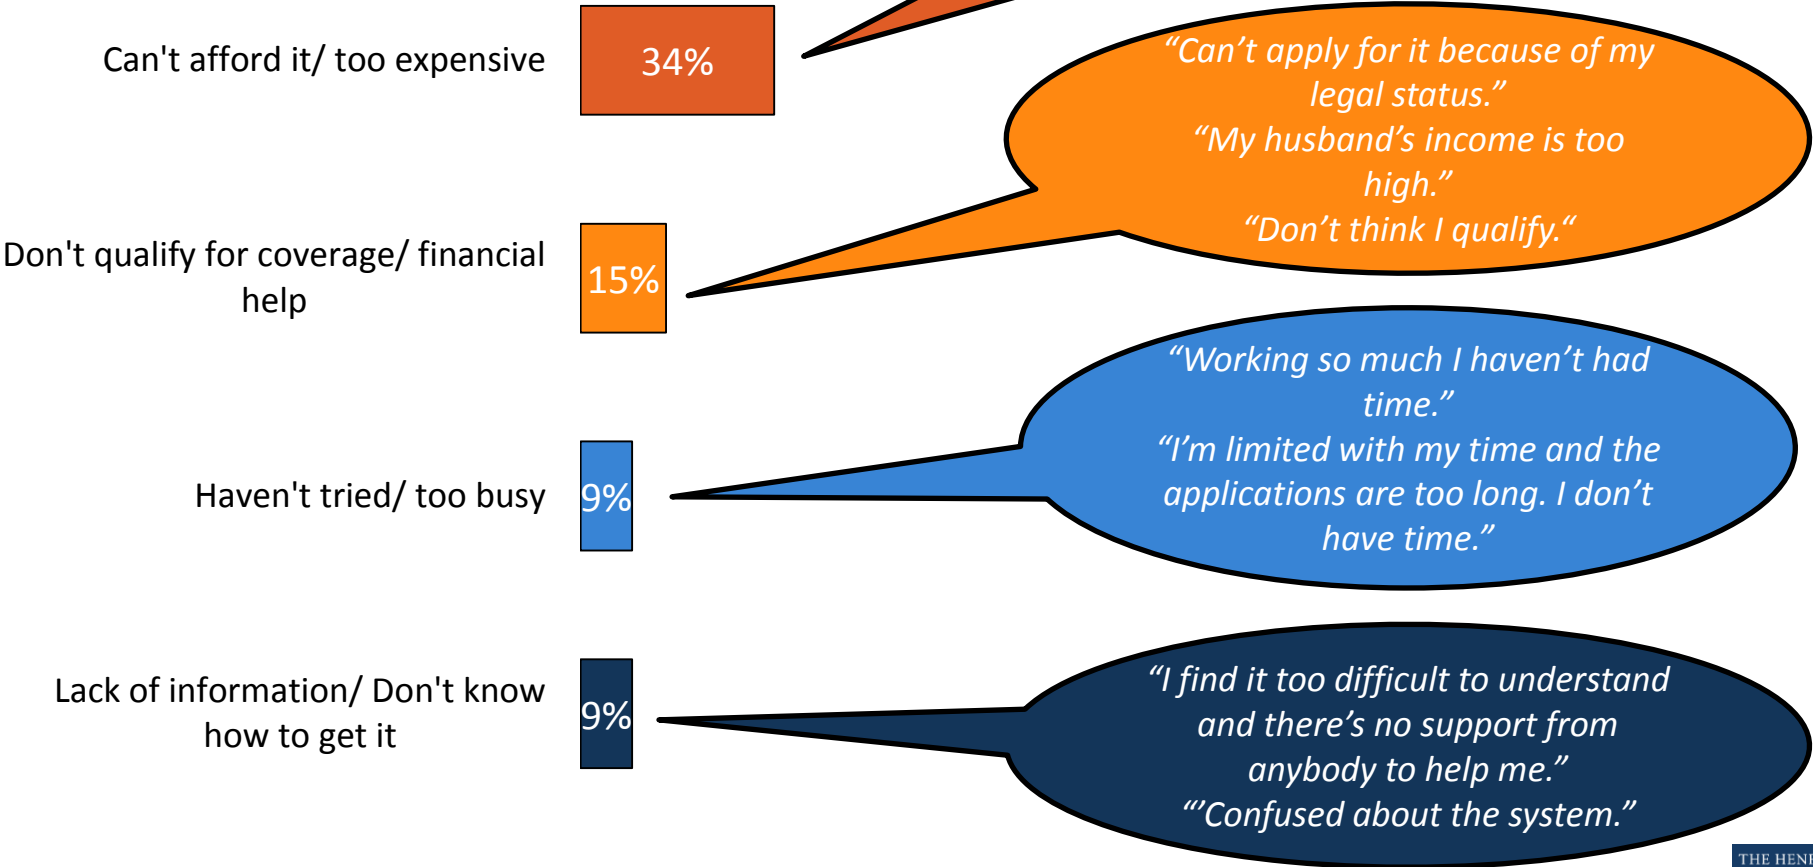 Can't afford it/ too expensive
34%
“Can’t apply for it because of my
legal status.”
“My husband’s income is too
high.”
“Don’t think I qualify.“
Don't qualify for coverage/ financial
help
15%
“Working so much I haven’t had
time.”
“I’m limited with my time and the
applications are too long. I don’t
have time.”
Haven't tried/ too busy
9%
“I find it too difficult to understand
and there’s no support from
anybody to help me.”
“’Confused about the system.”
Lack of information/ Don't know
how to get it
9%
THE